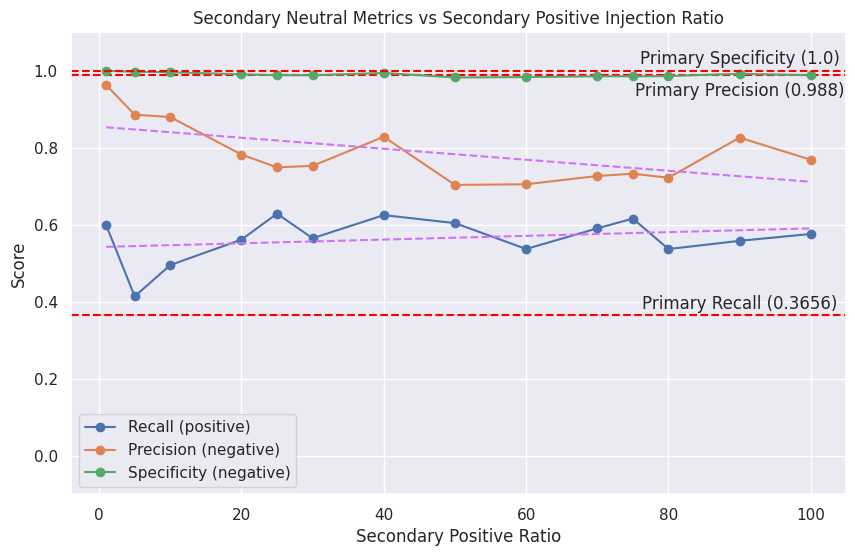 Secondary Neutral Metrics vs Secondary Positive Injection Ratio
Primary Specificity (1.0)
Primary Precision (0.988)
Primary Recall (0.3656)
1.0
0.8
0.6
0.4
0.2
0.0
Score
Recall (positive)
Precision (negative)
Specificity (negative)
0
20
40
60
80
100
Secondary Positive Ratio